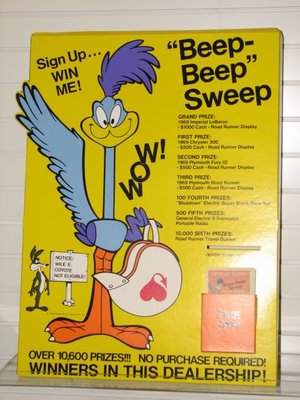 Sign Up...
WIN
ME!
"Beep-
Beep"
Sweep
WOW!
GRAND PRIZE:
1969 Imperial LeBaron
- $1000 Cash - Road Runner Display
FIRST PRIZE:
1969 Chrysler 300
- $500 Cash - Road Runner Display
SECOND PRIZE:
1969 Plymouth Fury III
- $500 Cash - Road Runner Display
THIRD PRIZE:
1969 Plymouth Road Runner
- $500 Cash - Road Runner Display
100 FOURTH PRIZES:
"Shutdown" Electric Super Stock Race Set
500 FIFTH PRIZES:
General Electric
Portable Radio
10,000 SIXTH PRIZES:
Road Runner Travel Guides
DEPOSIT
Sweep
NOTICE:
WILE E.
COYOTE
NOT ELIGIBLE!
OVER 10,600 PRIZES!!! NO PURCHASE REQUIRED!
WINNERS IN THIS DEALERSHIP!